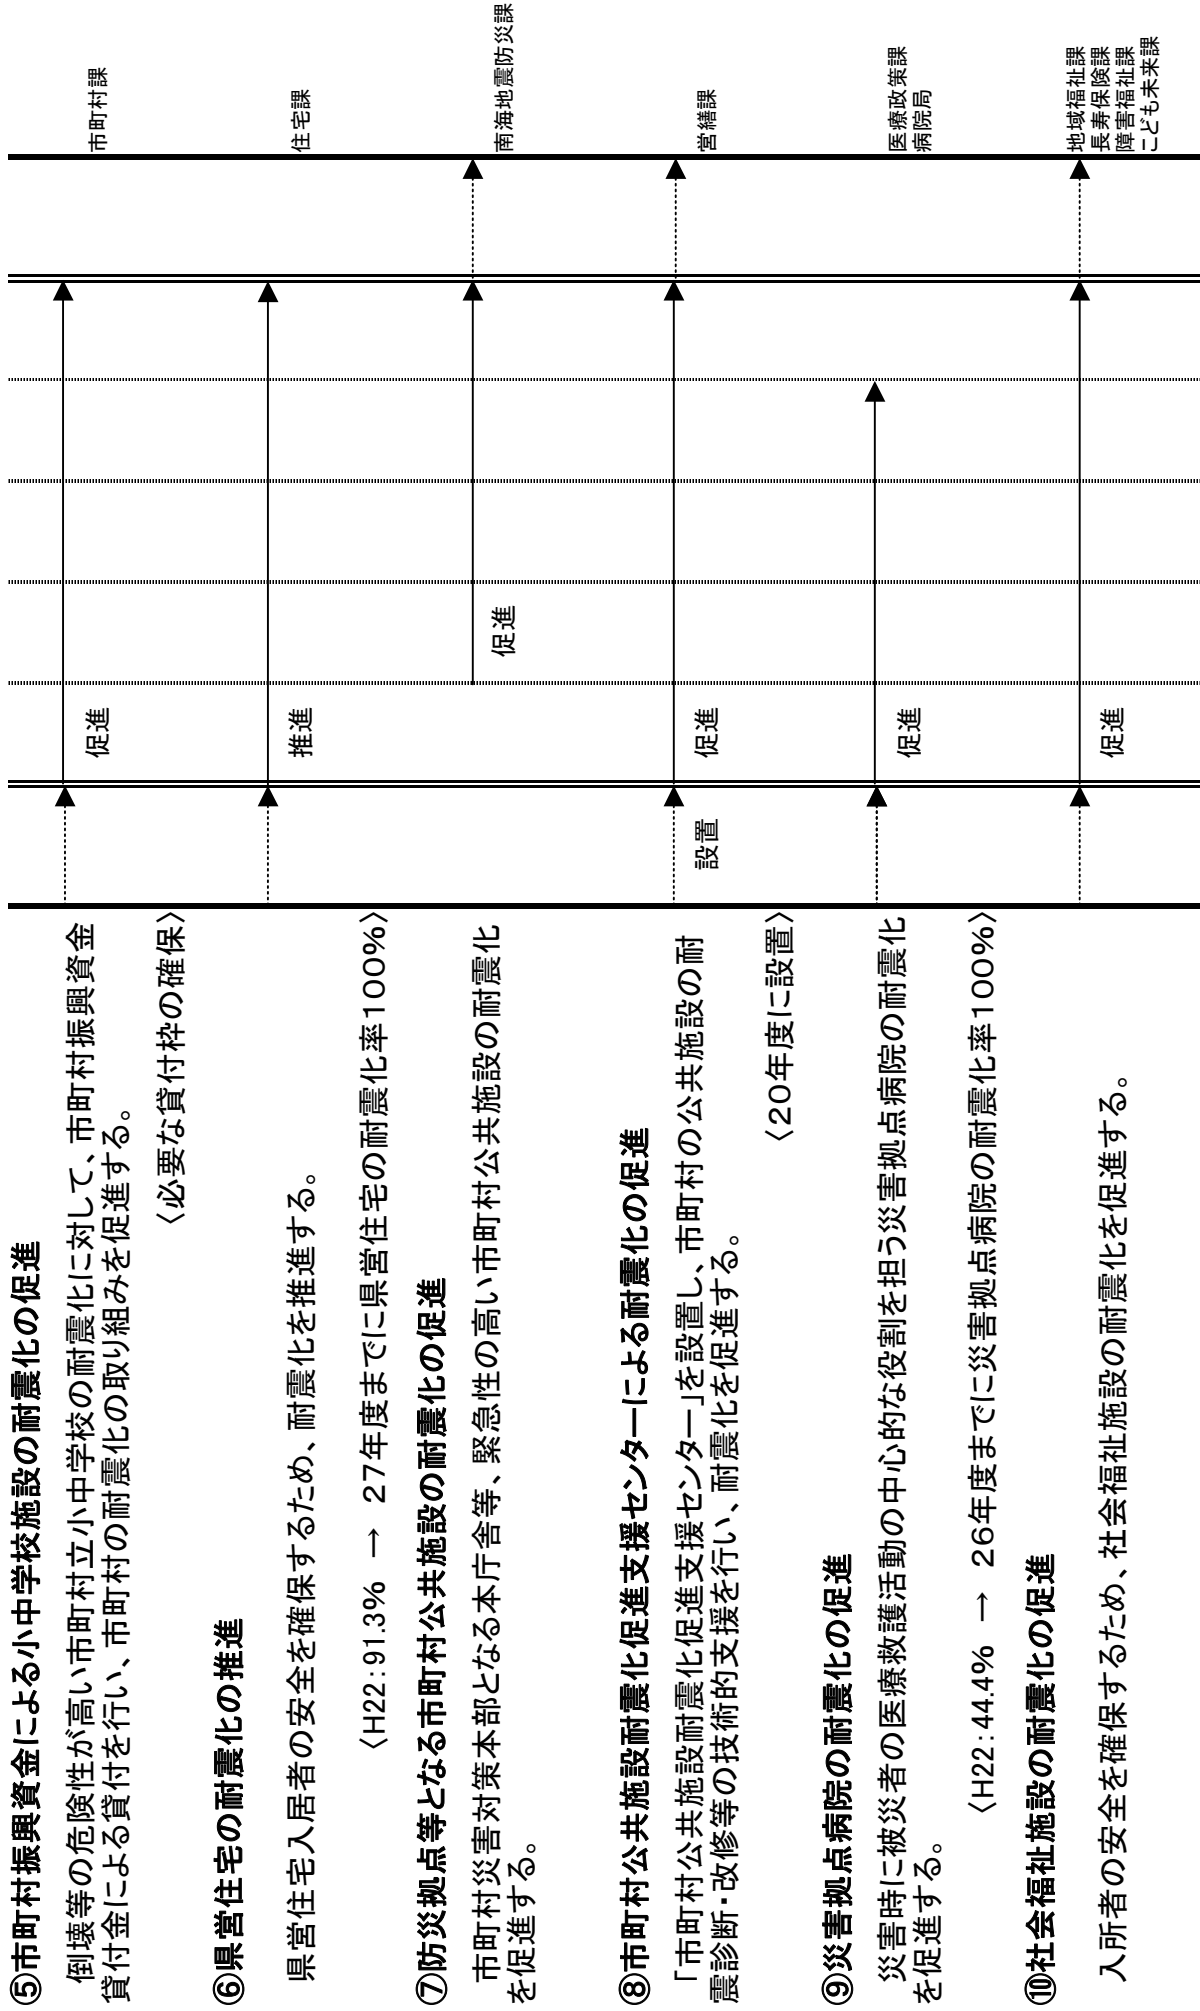 ⑤市町村振興資金による小中学校施設の耐震化の促進
倒壊等の危険性が高い市町村立小中学校の耐震化に対して、市町村振興資金
貸付金による貸付を行い、市町村の耐震化の取り組みを促進する。
〈必要な貸付枠の確保〉
促進
市町村課
⑥県営住宅の耐震化の推進
県営住宅入居者の安全を確保するため、耐震化を推進する。
〈H22:91.3% → 27年度までに県営住宅の耐震化率100%〉
推進
住宅課
⑦防災拠点等となる市町村公共施設の耐震化の促進
市町村災害対策本部となる本庁舎等、緊急性の高い市町村公共施設の耐震化
を促進する。
促進
南海地震防災課
⑧市町村公共施設耐震化促進支援センターによる耐震化の促進
「市町村公共施設耐震化促進支援センター」を設置し、市町村の公共施設の耐
震診断・改修等の技術的支援を行い、耐震化を促進する。
〈20年度に設置〉
設置
促進
営繕課
⑨災害拠点病院の耐震化の促進
災害時に被災者の医療救護活動の中心的な役割を担う災害拠点病院の耐震化
を促進する。
〈H22:44.4% → 26年度までに災害拠点病院の耐震化率100%〉
促進
医療政策課
病院局
⑩社会福祉施設の耐震化の促進
入所者の安全を確保するため、社会福祉施設の耐震化を促進する。
促進
地域福祉課
長寿保険課
障害福祉課
こども未来課